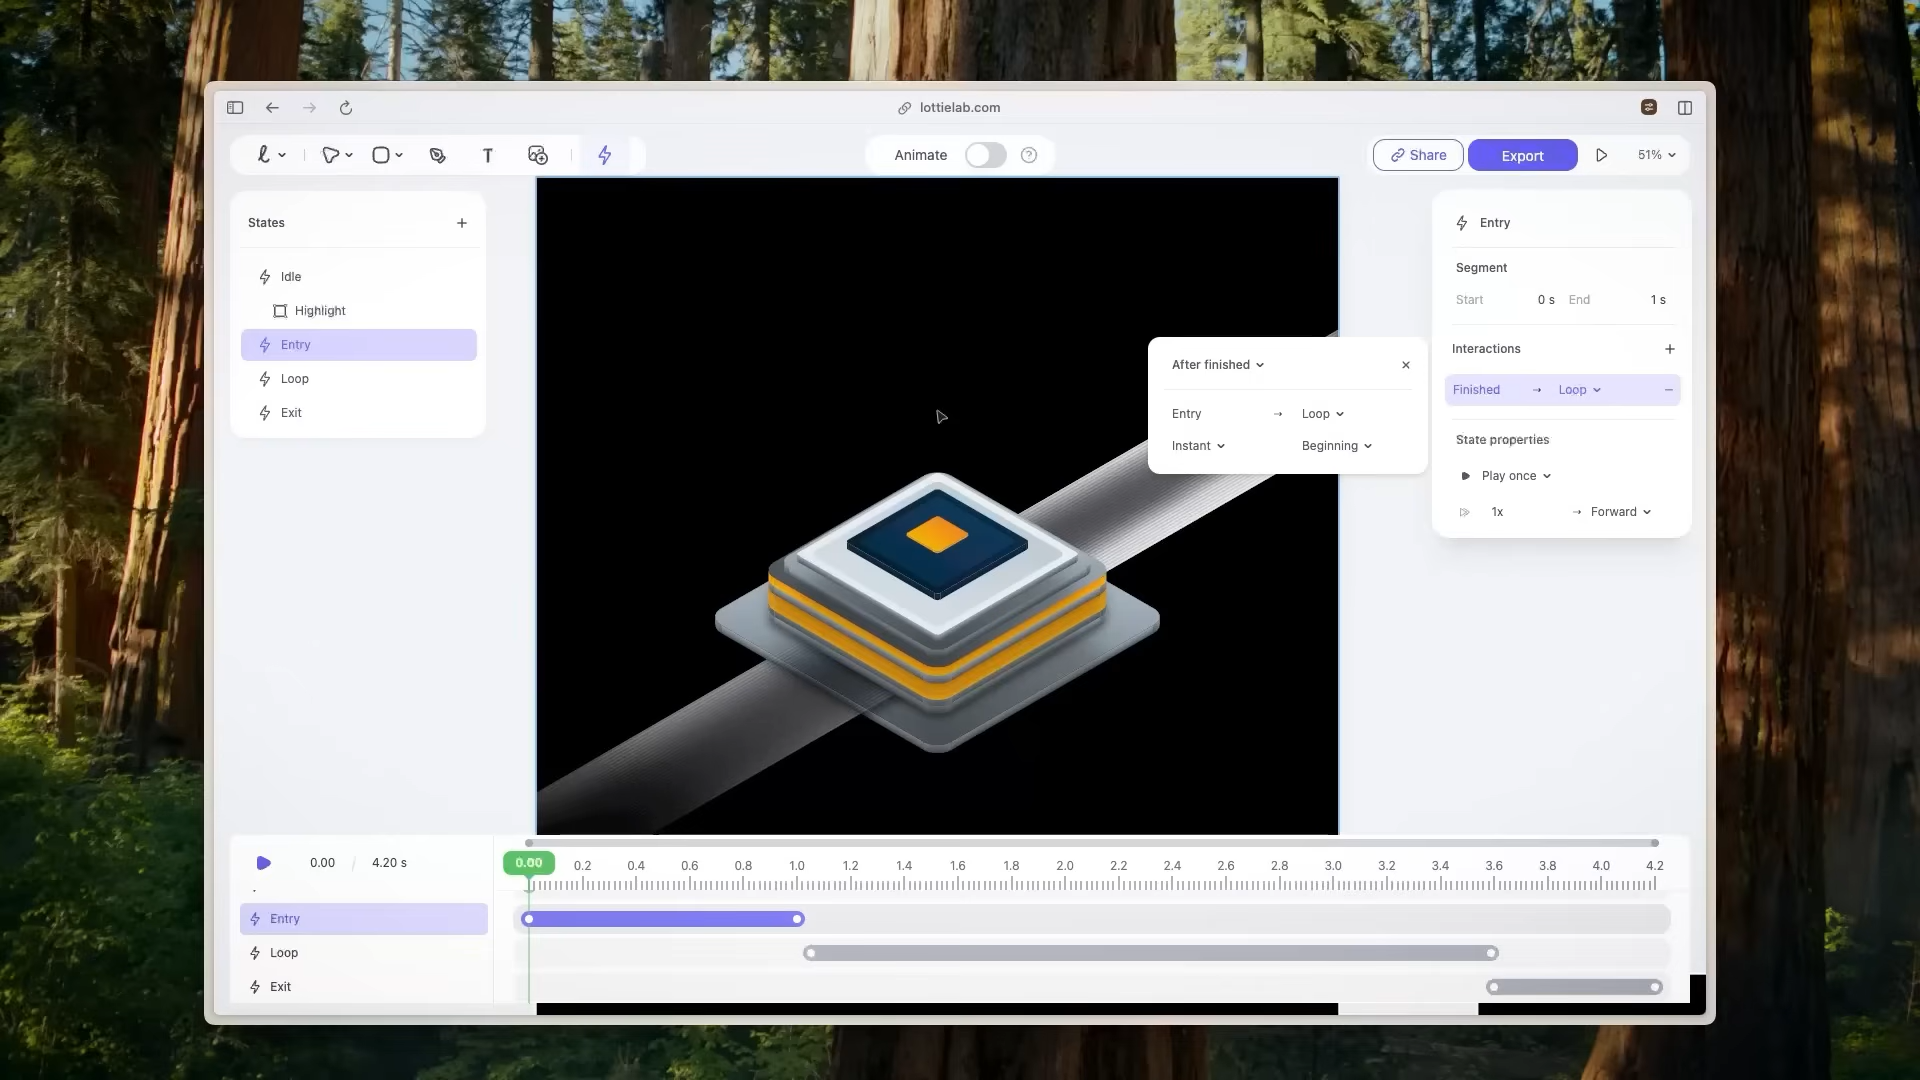 lottielab.com
T
Animate
Share
Export
51%
States
Idle
Highlight
Entry
Loop
Exit
After finished
Entry → Loop
Instant Beginning
Entry
Segment
Start 0 s End 1 s
Interactions
Finished → Loop
State properties
Play once
1x → Forward
0.00 / 4.20 s
0.00 0.2 0.4 0.6 0.8 1.0 1.2 1.4 1.6 1.8 2.0 2.2 2.4 2.6 2.8 3.0 3.2 3.4 3.6 3.8 4.0 4.2
Entry
Loop
Exit